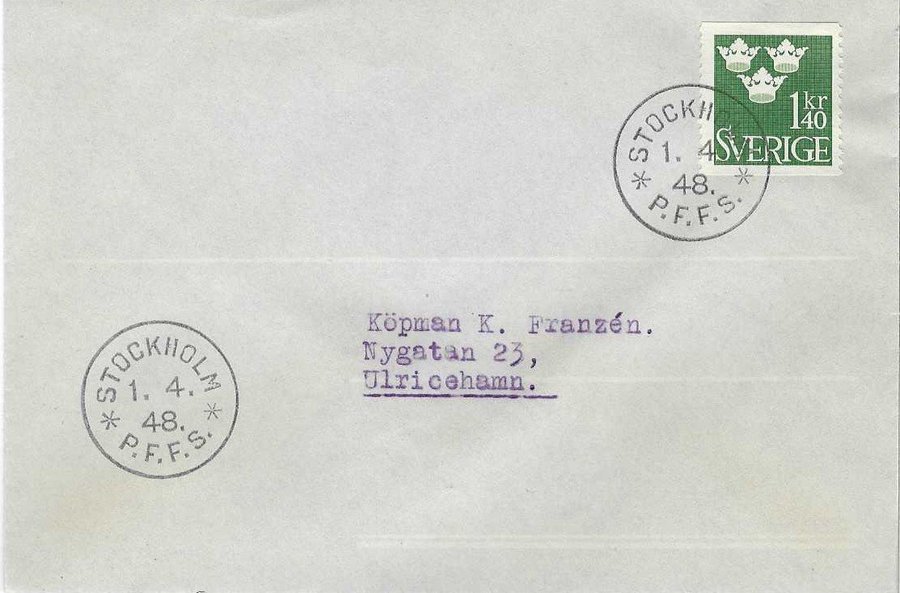 1 kr
40
SVERIGE
STOCKHOLM
1. 4.
48.
P.F.F.S.
Köpman K. Franzén.
Nygatan 23,
Ulricehamn.
STOCKHOLM
1. 4.
48.
P.F.F.S.